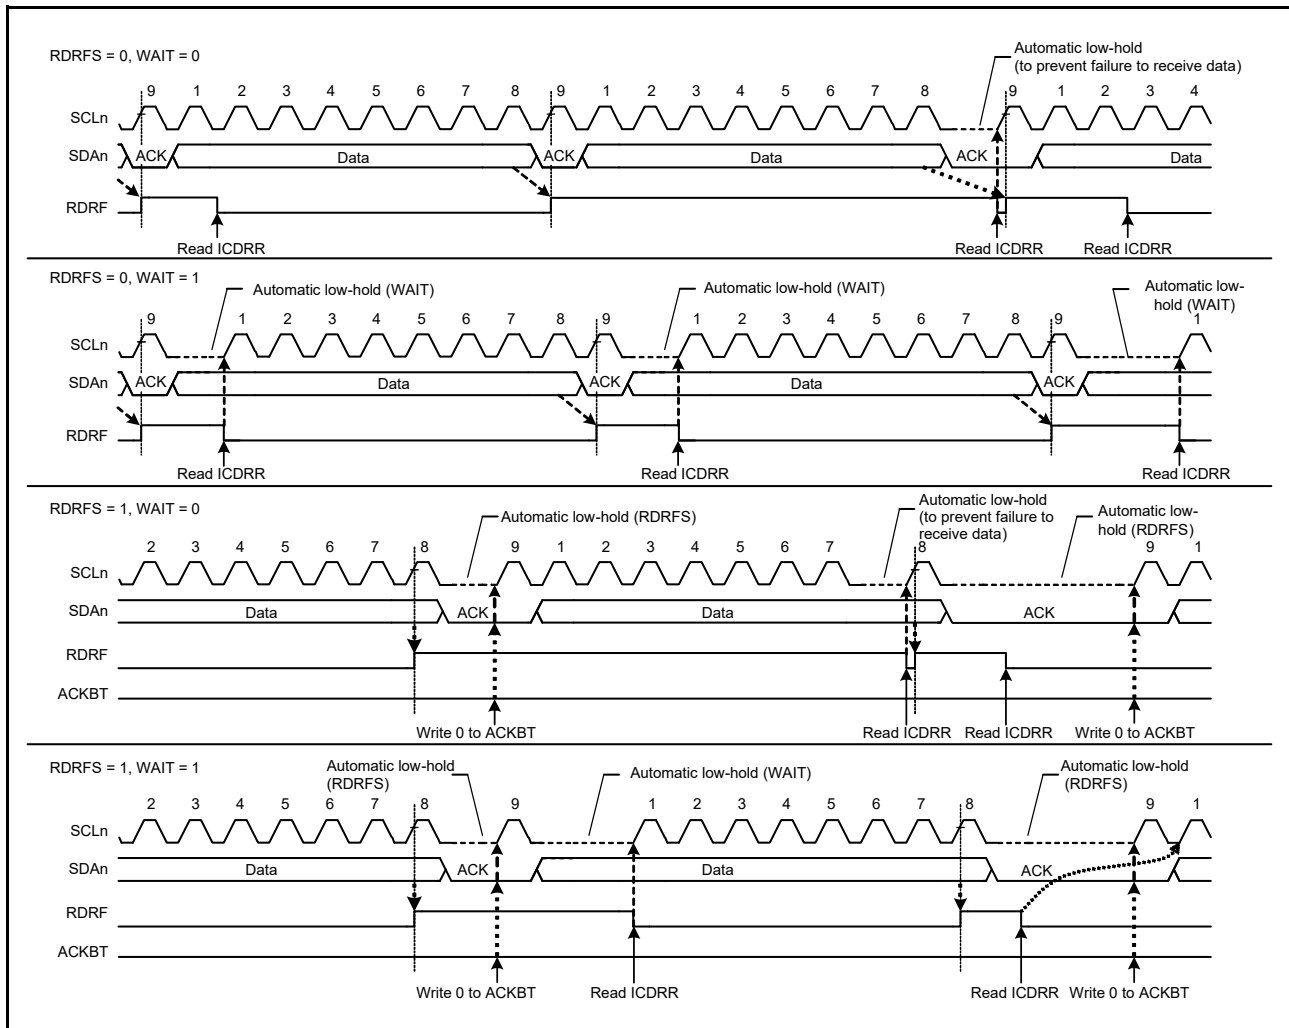 RDRFS = 0, WAIT = 0
Automatic low-hold
(to prevent failure to receive data)
9 1 2 3 4 5 6 7 8 9 1 2 3 4 5 6 7 8 9 1 2 3 4
SCLn
SDAn ACK Data ACK Data ACK Data
RDRF
Read ICDRR Read ICDRR Read ICDRR
RDRFS = 0, WAIT = 1
Automatic low-hold (WAIT) Automatic low-hold (WAIT) Automatic low-
hold (WAIT)
9 1 2 3 4 5 6 7 8 9 1 2 3 4 5 6 7 8 9 1
SCLn
SDAn ACK Data ACK Data ACK
RDRF
Read ICDRR Read ICDRR Read ICDRR
RDRFS = 1, WAIT = 0
Automatic low-hold (RDRFS)
Automatic low-hold
(to prevent failure to
receive data)
Automatic low-
hold (RDRFS)
2 3 4 5 6 7 8 9 1 2 3 4 5 6 7 8 9 1
SCLn
SDAn Data ACK Data ACK
RDRF
ACKBT
Write 0 to ACKBT Read ICDRR Read ICDRR Write 0 to ACKBT
RDRFS = 1, WAIT = 1
Automatic low-hold
(RDRFS)
Automatic low-hold (WAIT)
Automatic low-hold
(RDRFS)
2 3 4 5 6 7 8 9 1 2 3 4 5 6 7 8 9 1
SCLn
SDAn Data ACK Data ACK
RDRF
ACKBT
Write 0 to ACKBT Read ICDRR Read ICDRR Write 0 to ACKBT